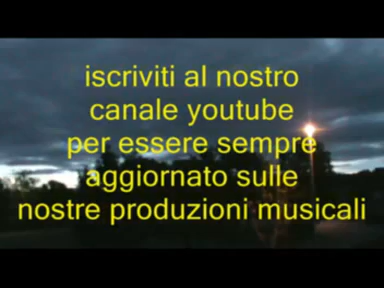 iscriviti al nostro
canale youtube
per essere sempre
aggiornato sulle
nostre produzioni musicali